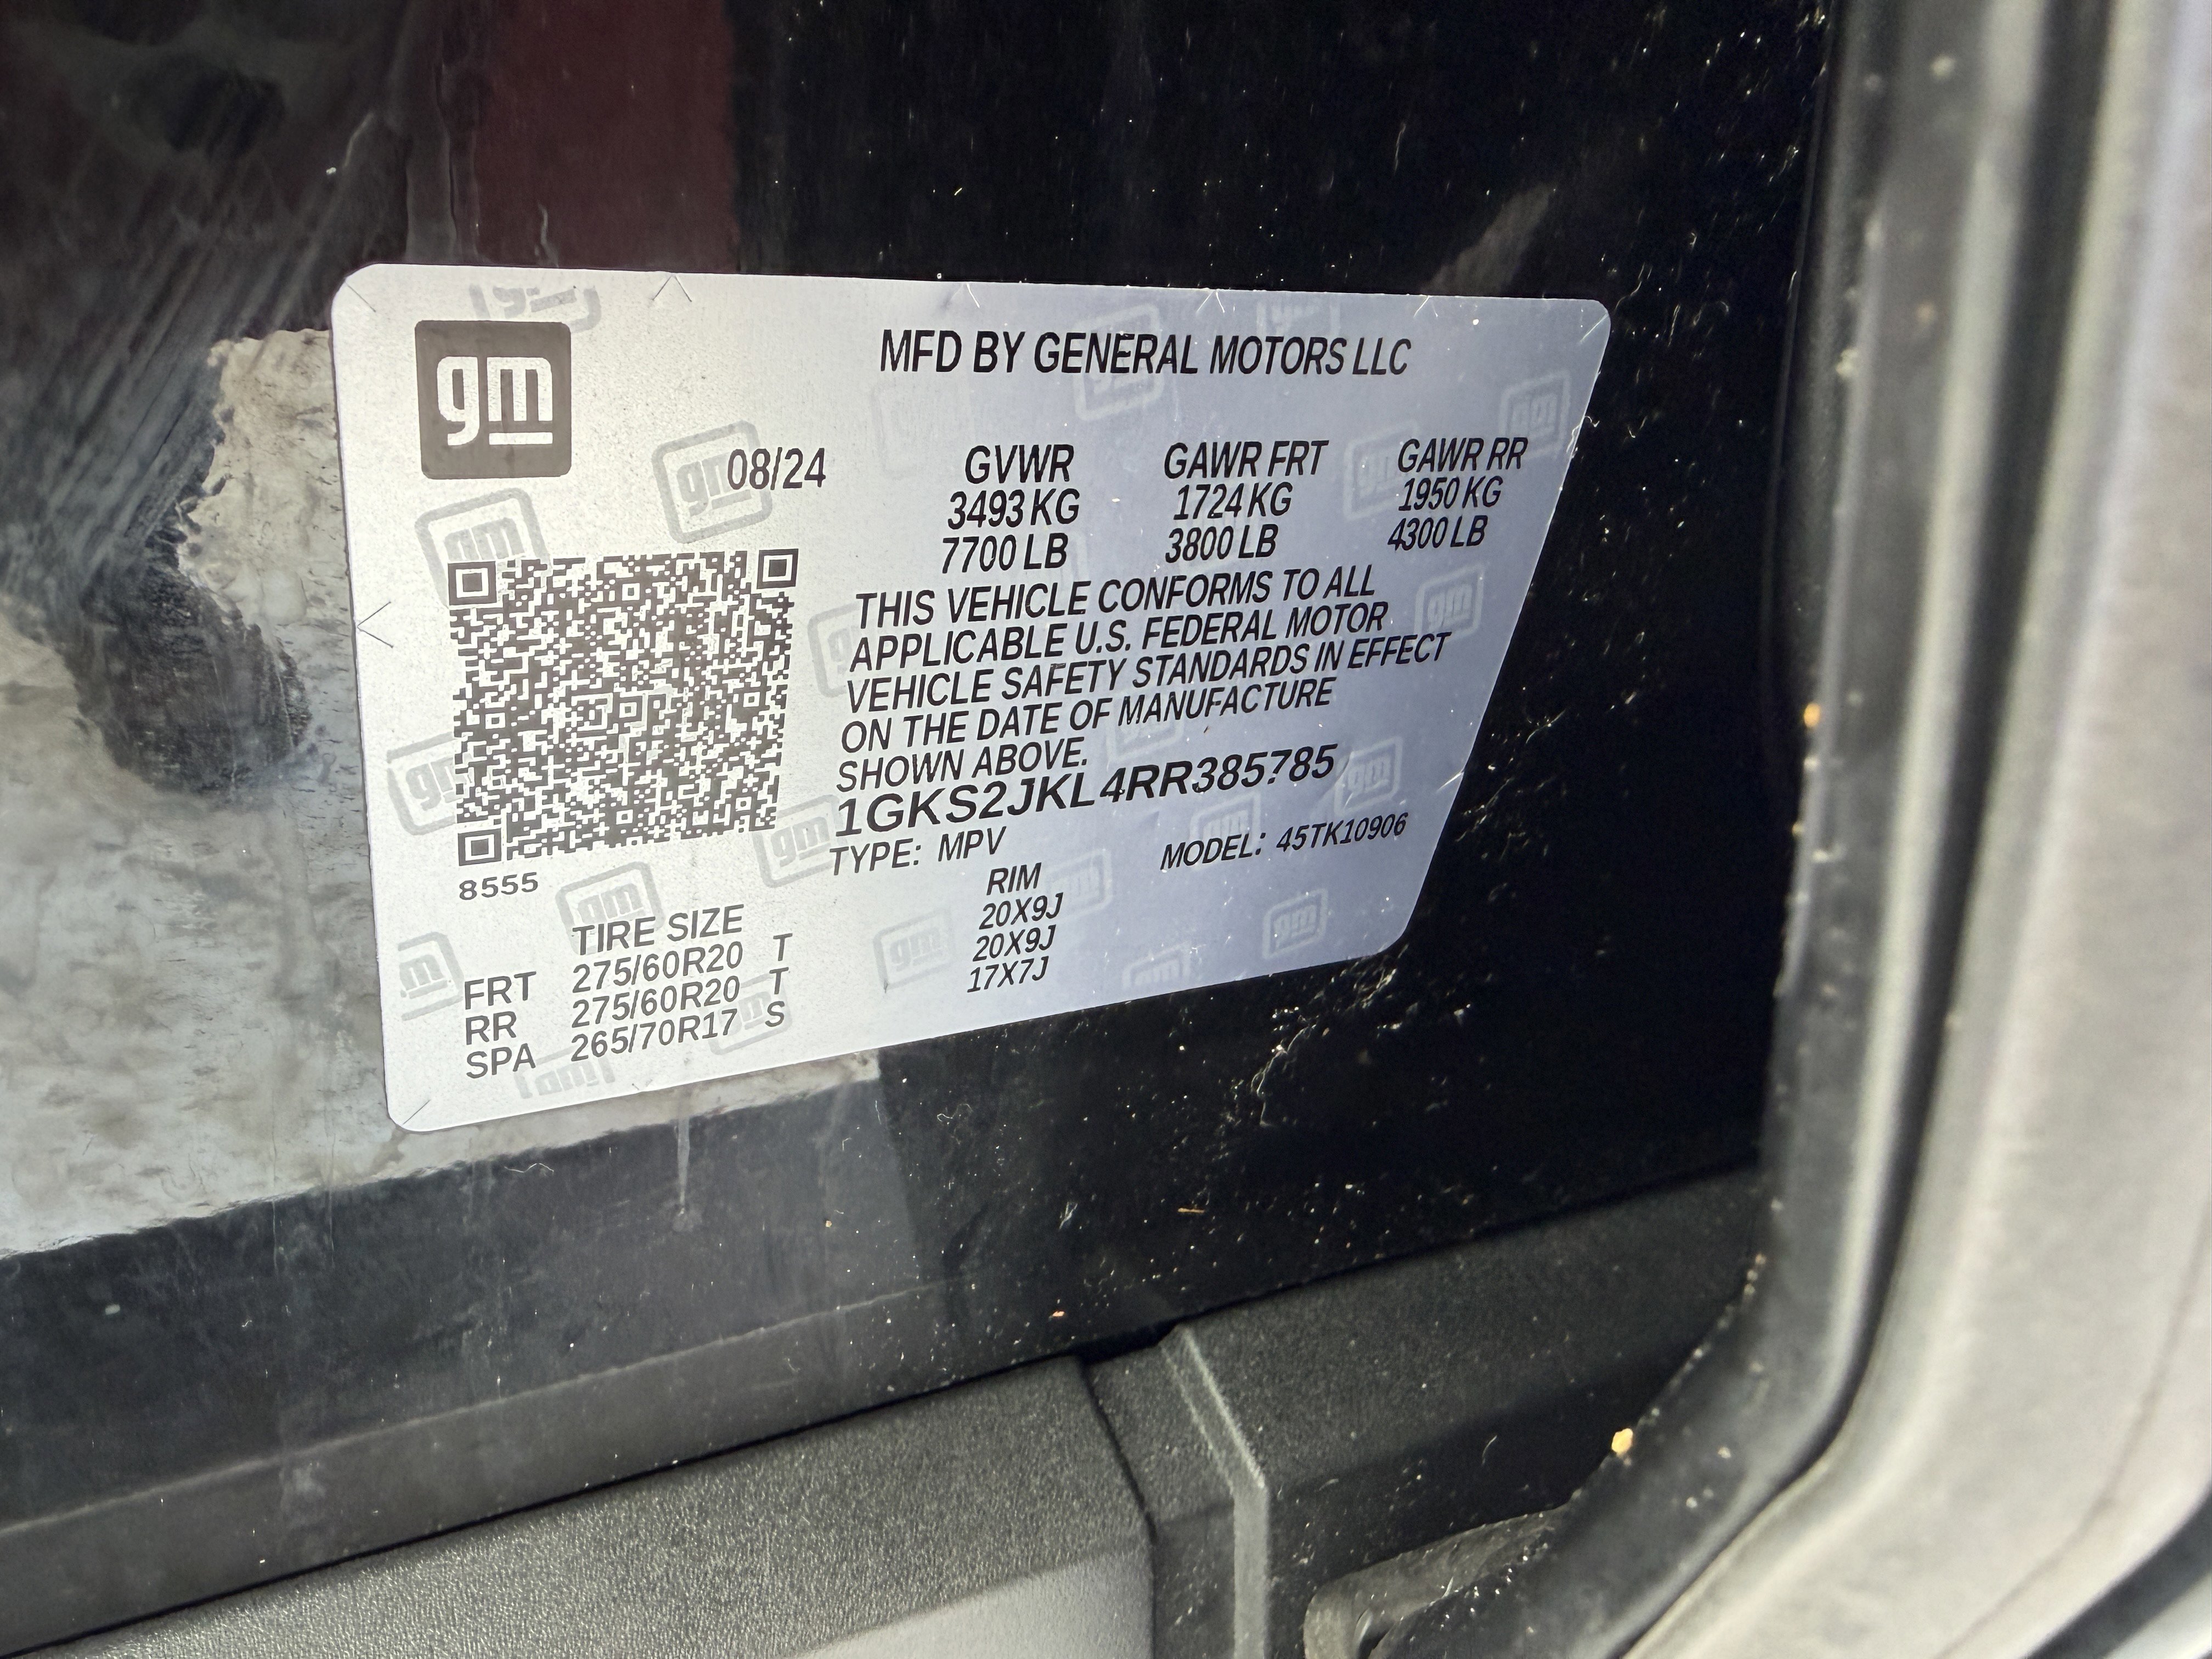 gm
MFD BY GENERAL MOTORS LLC
08/24 GVWR GAWR FRT GAWR RR
3493 KG 1724 KG 1950 KG
7700 LB 3800 LB 4300 LB
THIS VEHICLE CONFORMS TO ALL
APPLICABLE U.S. FEDERAL MOTOR
VEHICLE SAFETY STANDARDS IN EFFECT
ON THE DATE OF MANUFACTURE
SHOWN ABOVE.
1GKS2JKL4RR385785
TYPE: MPV MODEL: 45TK10906
8555
TIRE SIZE RIM
FRT 275/60R20 T 20X9J
RR 275/60R20 T 20X9J
SPA 265/70R17 S 17X7J